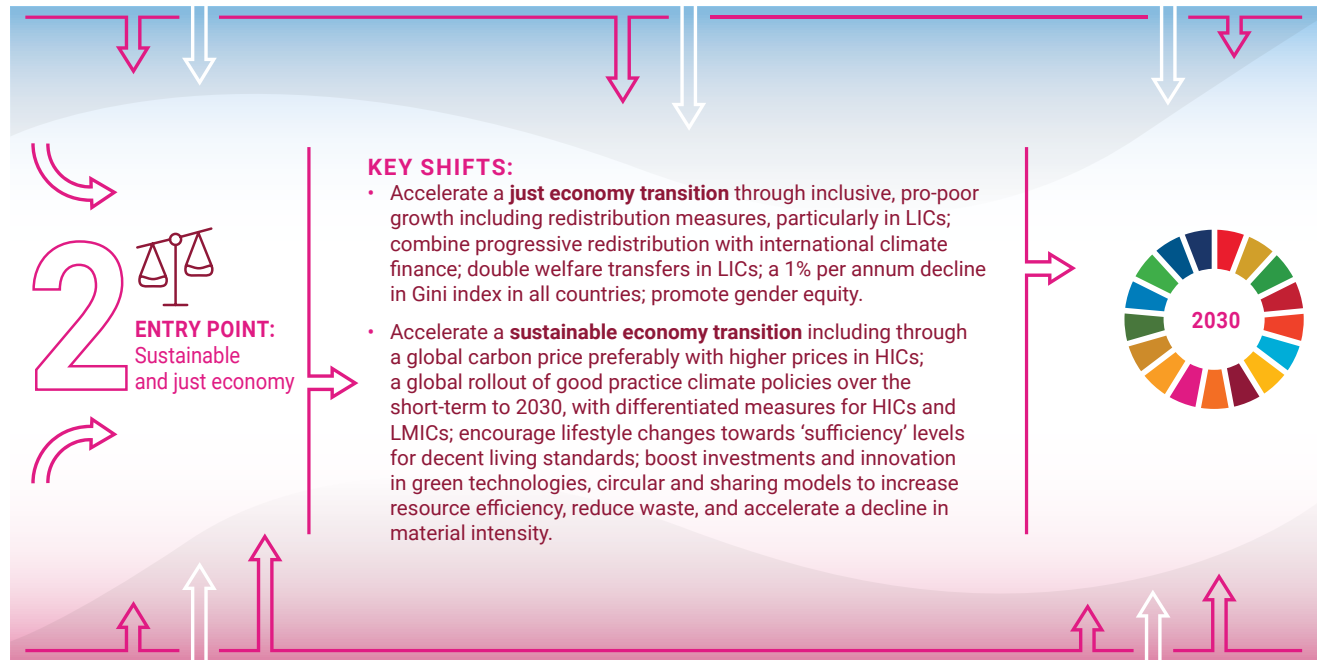 KEY SHIFTS:
• Accelerate a just economy transition through inclusive, pro-poor
growth including redistribution measures, particularly in LICs;
combine progressive redistribution with international climate
finance; double welfare transfers in LICs; a 1% per annum decline
in Gini index in all countries; promote gender equity.
• Accelerate a sustainable economy transition including through
a global carbon price preferably with higher prices in HICs;
a global rollout of good practice climate policies over the
short-term to 2030, with differentiated measures for HICs and
LMICs; encourage lifestyle changes towards ‘sufficiency’ levels
for decent living standards; boost investments and innovation
in green technologies, circular and sharing models to increase
resource efficiency, reduce waste, and accelerate a decline in
material intensity.
2
ENTRY POINT:
Sustainable
and just economy
2030